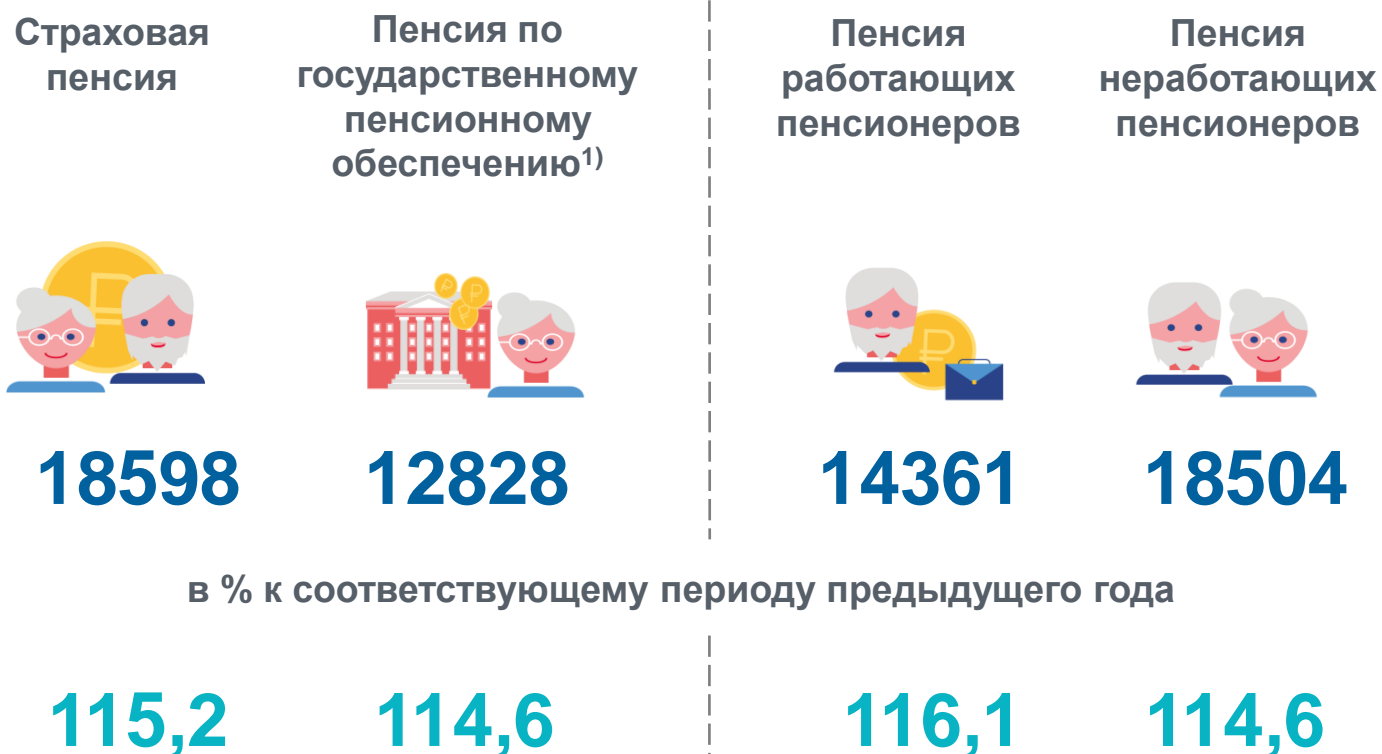 Страховая
пенсия
Пенсия по
государственному
пенсионному
обеспечению¹⁾
Пенсия
работающих
пенсионеров
Пенсия
неработающих
пенсионеров
18598
12828
14361
18504
в % к соответствующему периоду предыдущего года
115,2
114,6
116,1
114,6